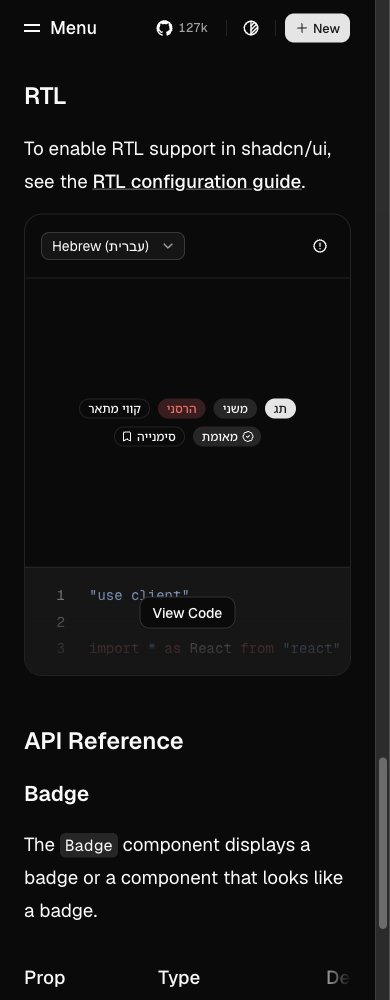 Menu
127k
New
RTL
To enable RTL support in shadcn/ui,
see the RTL configuration guide.
Hebrew (עברית)
תג משני הרסני קווי מתאר
מאומת סימנייה
1 "use client"
2
View Code
3 import * as React from "react"
API Reference
Badge
The Badge component displays a
badge or a component that looks like
a badge.
Prop Type De